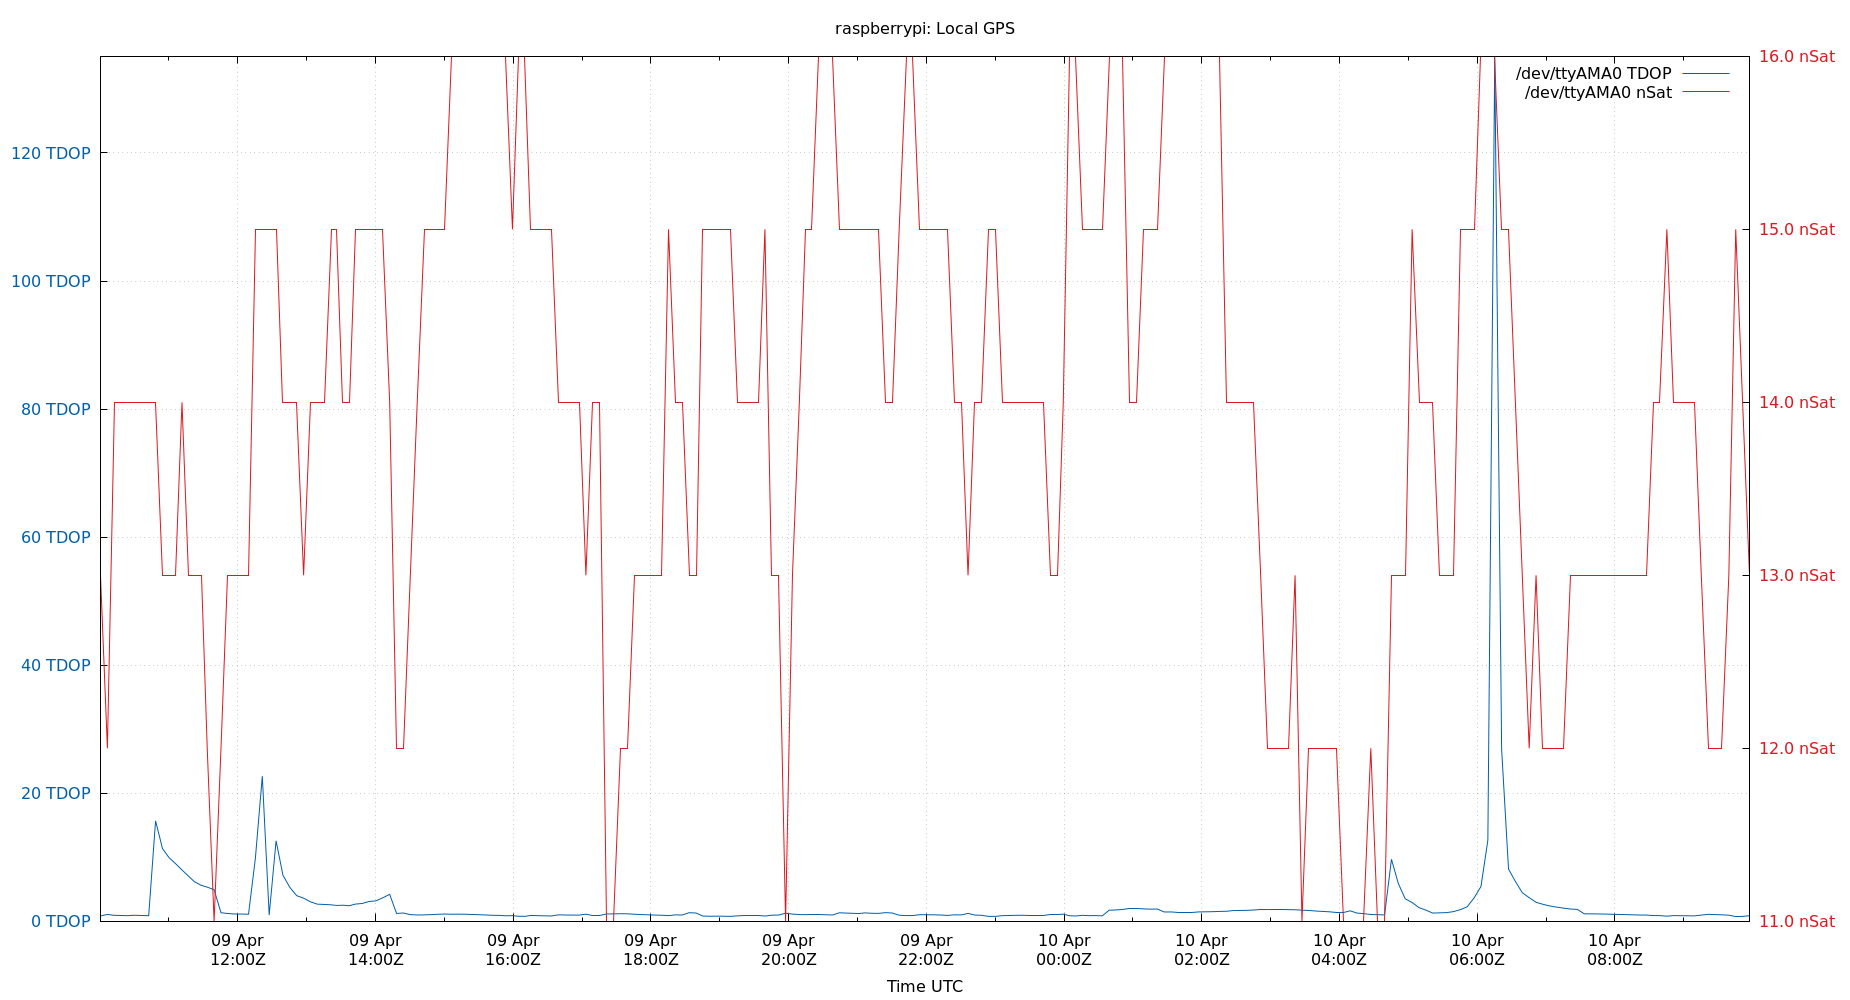 raspberrypi: Local GPS
16.0 nSat
/dev/ttyAMA0 TDOP
/dev/ttyAMA0 nSat
120 TDOP
15.0 nSat
100 TDOP
80 TDOP
14.0 nSat
60 TDOP
13.0 nSat
40 TDOP
12.0 nSat
20 TDOP
0 TDOP
11.0 nSat
09 Apr 09 Apr 09 Apr 09 Apr 09 Apr 09 Apr 10 Apr 10 Apr 10 Apr 10 Apr 10 Apr
12:00Z 14:00Z 16:00Z 18:00Z 20:00Z 22:00Z 00:00Z 02:00Z 04:00Z 06:00Z 08:00Z
Time UTC